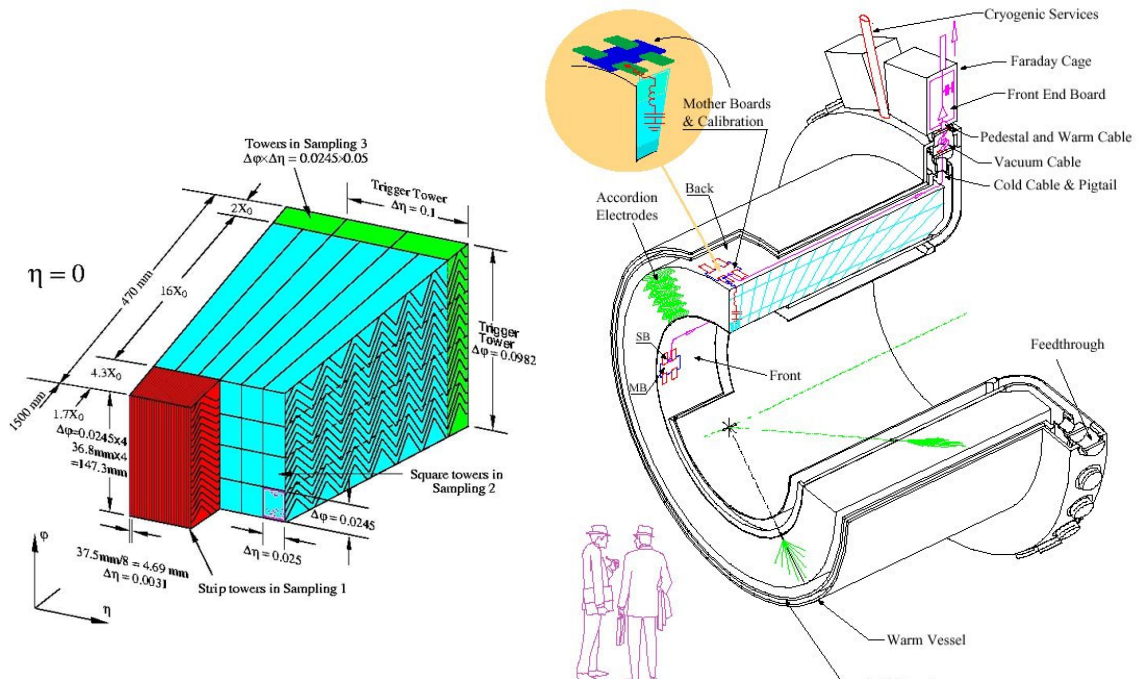 Towers in Sampling 3
Δφ×Δη = 0.0245×0.05
Trigger Tower
Δη = 0.1
2X₀
η = 0
470 mm
16X₀
Trigger
Tower
Δφ = 0.0982
4.3X₀
1500 mm
1.7X₀
Δφ=0.0245x4
36.8mmx4
=147.3mm
Square towers in
Sampling 2
Δφ = 0.0245
Δη = 0.025
37.5mm/8 = 4.69 mm
Δη = 0.0031
Strip towers in Sampling 1
φ
η
Cryogenic Services
Faraday Cage
Front End Board
Mother Boards
& Calibration
Pedestal and Warm Cable
Vacuum Cable
Cold Cable & Pigtail
Back
Accordion
Electrodes
SB
MB
Front
Feedthrough
Warm Vessel